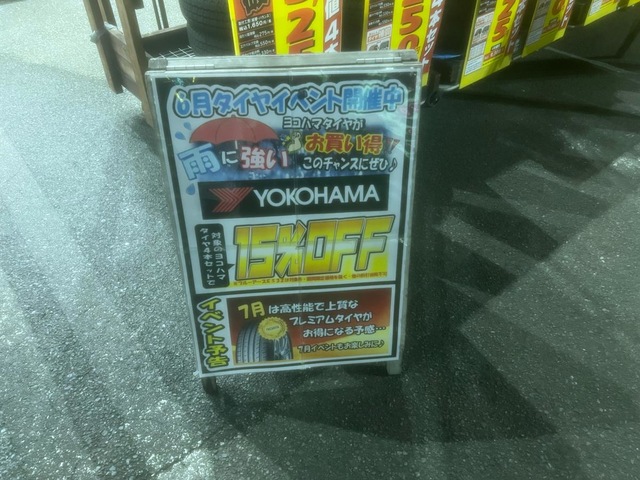 6月タイヤイベント開催中
ヨコハマタイヤが
雨に強い
お買い得!
このチャンスにぜひ♪
YOKOHAMA
対象のヨコハマ
タイヤ4本セットで
15%OFF
イベント予告
7月は高性能で上質な
プレミアムタイヤが
お得になる予感…
7月イベントもお楽しみに♪